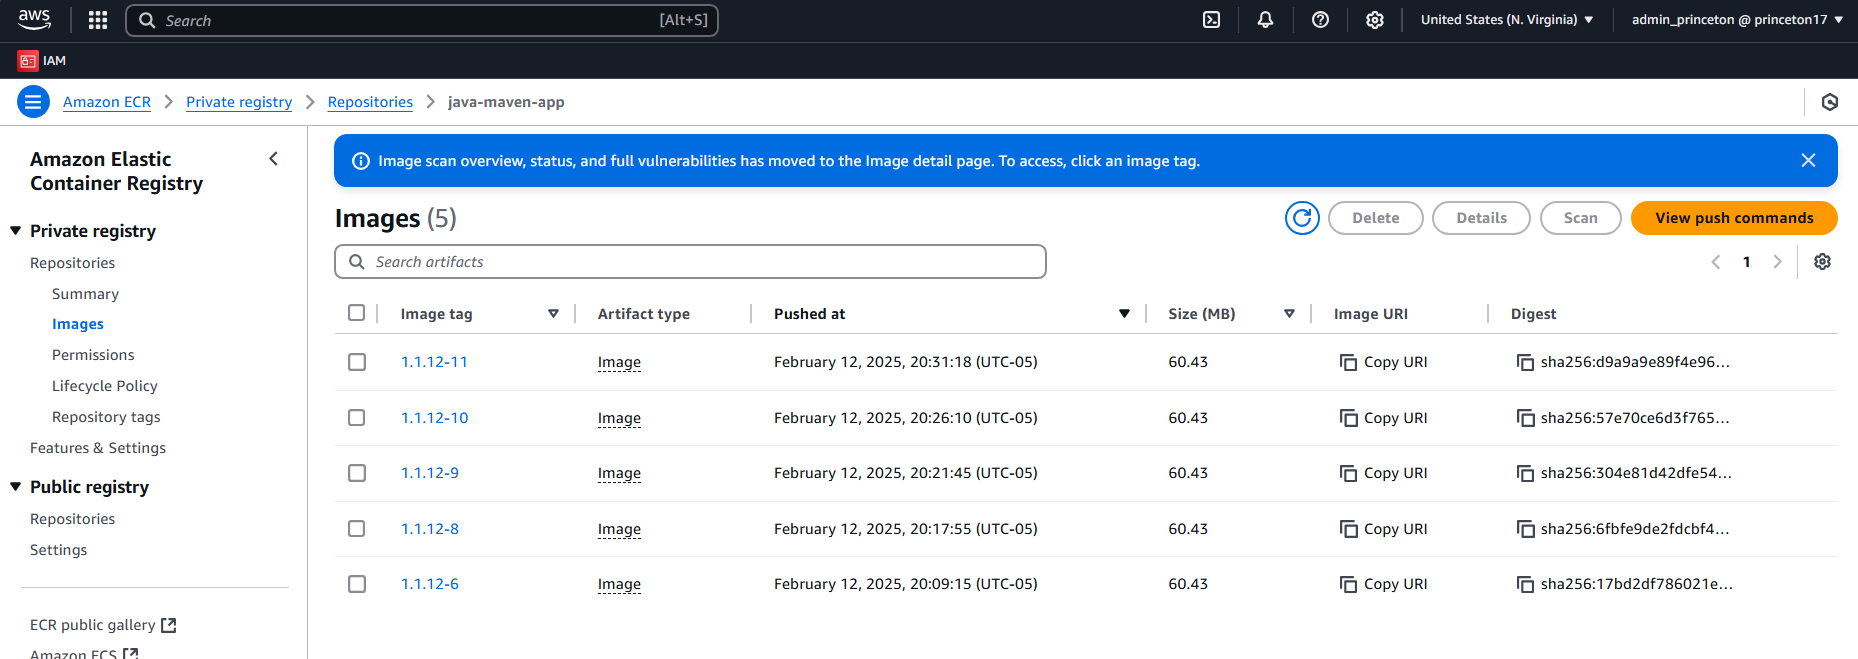 aws
Search [Alt+S]
United States (N. Virginia)
admin_princeton @ princeton17
IAM
Amazon ECR
Private registry
Repositories
java-maven-app
Amazon Elastic
Container Registry
Private registry
Repositories
Summary
Images
Permissions
Lifecycle Policy
Repository tags
Features & Settings
Public registry
Repositories
Settings
ECR public gallery
Amazon ECS
Image scan overview, status, and full vulnerabilities has moved to the Image detail page. To access, click an image tag.
Images (5)
Delete
Details
Scan
View push commands
Search artifacts
1
Image tag Artifact type Pushed at Size (MB) Image URI Digest
1.1.12-11 Image February 12, 2025, 20:31:18 (UTC-05) 60.43 Copy URI sha256:d9a9a9e89f4e96...
1.1.12-10 Image February 12, 2025, 20:26:10 (UTC-05) 60.43 Copy URI sha256:57e70ce6d3f765...
1.1.12-9 Image February 12, 2025, 20:21:45 (UTC-05) 60.43 Copy URI sha256:304e81d42dfe54...
1.1.12-8 Image February 12, 2025, 20:17:55 (UTC-05) 60.43 Copy URI sha256:6fbfe9de2fdcbf4...
1.1.12-6 Image February 12, 2025, 20:09:15 (UTC-05) 60.43 Copy URI sha256:17bd2df786021e...